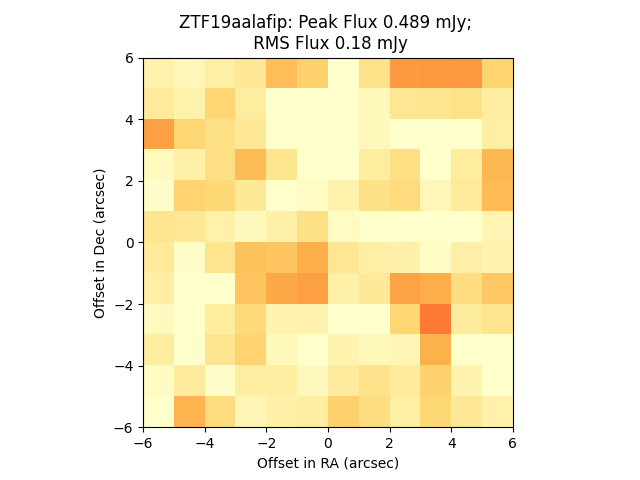 ZTF19aalafip: Peak Flux 0.489 mJy;
RMS Flux 0.18 mJy
6
4
2
0
−2
−4
−6
Offset in Dec (arcsec)
−6 −4 −2 0 2 4 6
Offset in RA (arcsec)